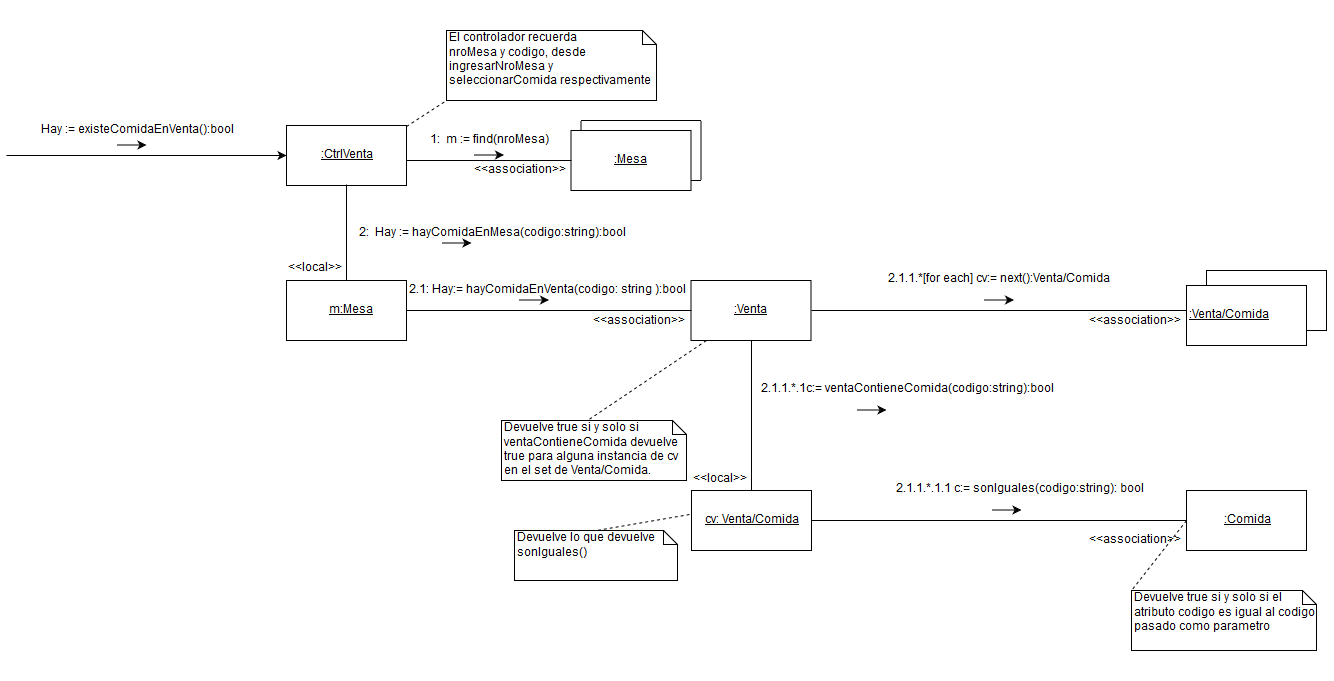 El controlador recuerda
nroMesa y codigo, desde
ingresarNroMesa y
seleccionarComida respectivamente
Hay := existeComidaEnVenta():bool
:CtrlVenta
1:  m := find(nroMesa)
<<association>>
:Mesa
2:  Hay := hayComidaEnMesa(codigo:string):bool
<<local>>
m:Mesa
2.1: Hay:= hayComidaEnVenta(codigo: string ):bool
<<association>>
:Venta
2.1.1.*[for each] cv:= next():Venta/Comida
<<association>>
:Venta/Comida
2.1.1.*.1c:= ventaContieneComida(codigo:string):bool
Devuelve true si y solo si
ventaContieneComida devuelve
true para alguna instancia de cv
en el set de Venta/Comida.
<<local>>
cv: Venta/Comida
2.1.1.*.1.1 c:= sonIguales(codigo:string): bool
<<association>>
:Comida
Devuelve lo que devuelve
sonIguales()
Devuelve true si y solo si el
atributo codigo es igual al codigo
pasado como parametro